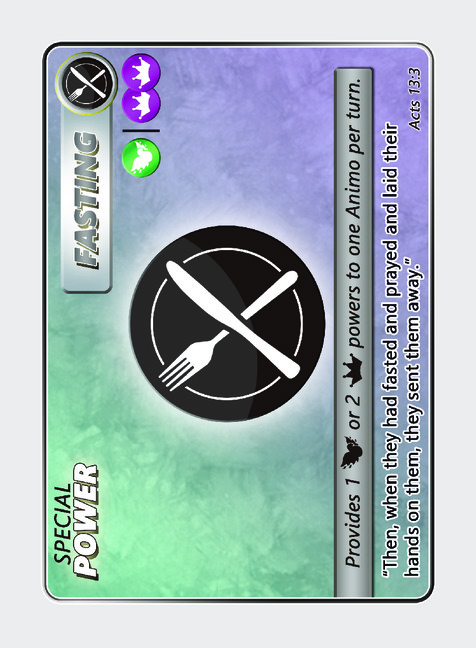 SPECIAL
POWER
FASTING
Provides 1 or 2 powers to one Animo per turn.
“Then, when they had fasted and prayed and laid their
hands on them, they sent them away.”
Acts 13:3